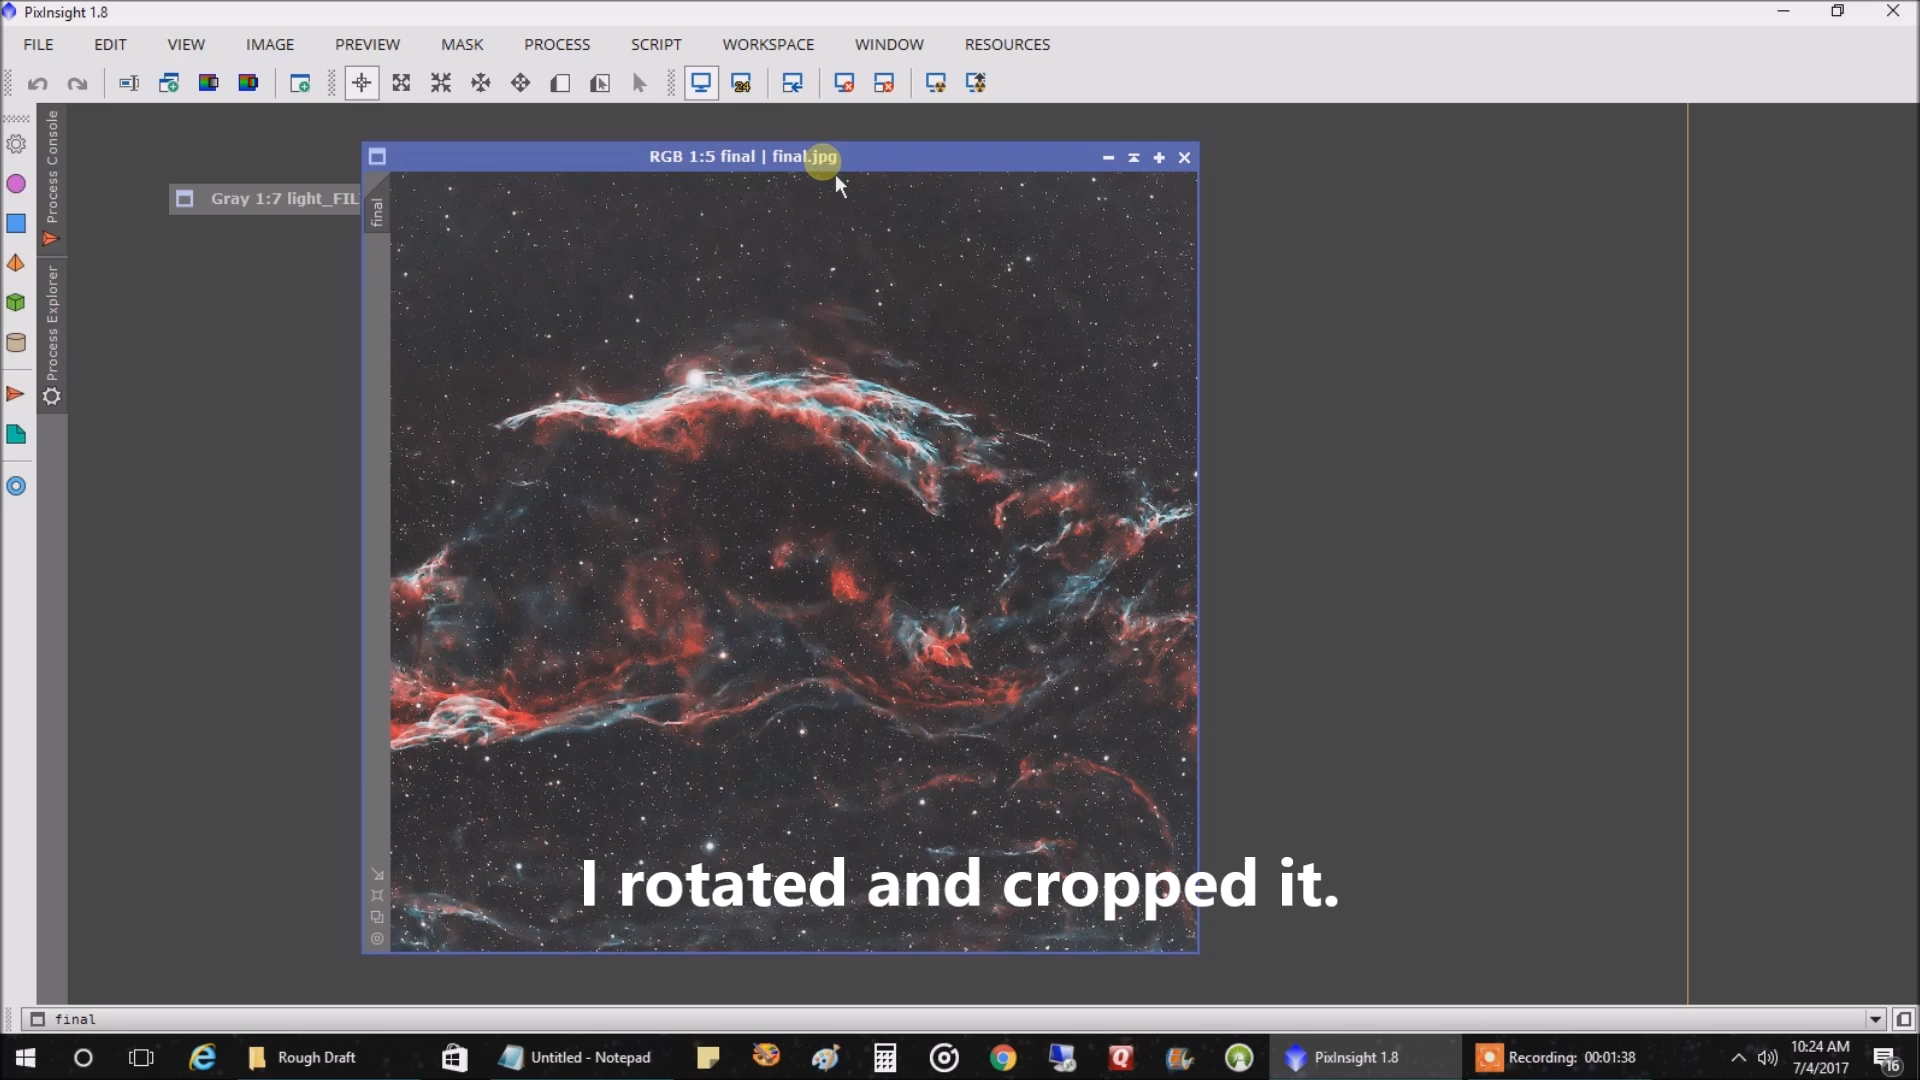 PixInsight 1.8
FILE EDIT VIEW IMAGE PREVIEW MASK PROCESS SCRIPT WORKSPACE WINDOW RESOURCES
24
Process Console
Process Explorer
Gray 1:7 light_FIL
RGB 1:5 final | final.jpg
final
I rotated and cropped it.
final
Rough Draft
Untitled - Notepad
PixInsight 1.8
Recording: 00:01:38
10:24 AM
7/4/2017
16